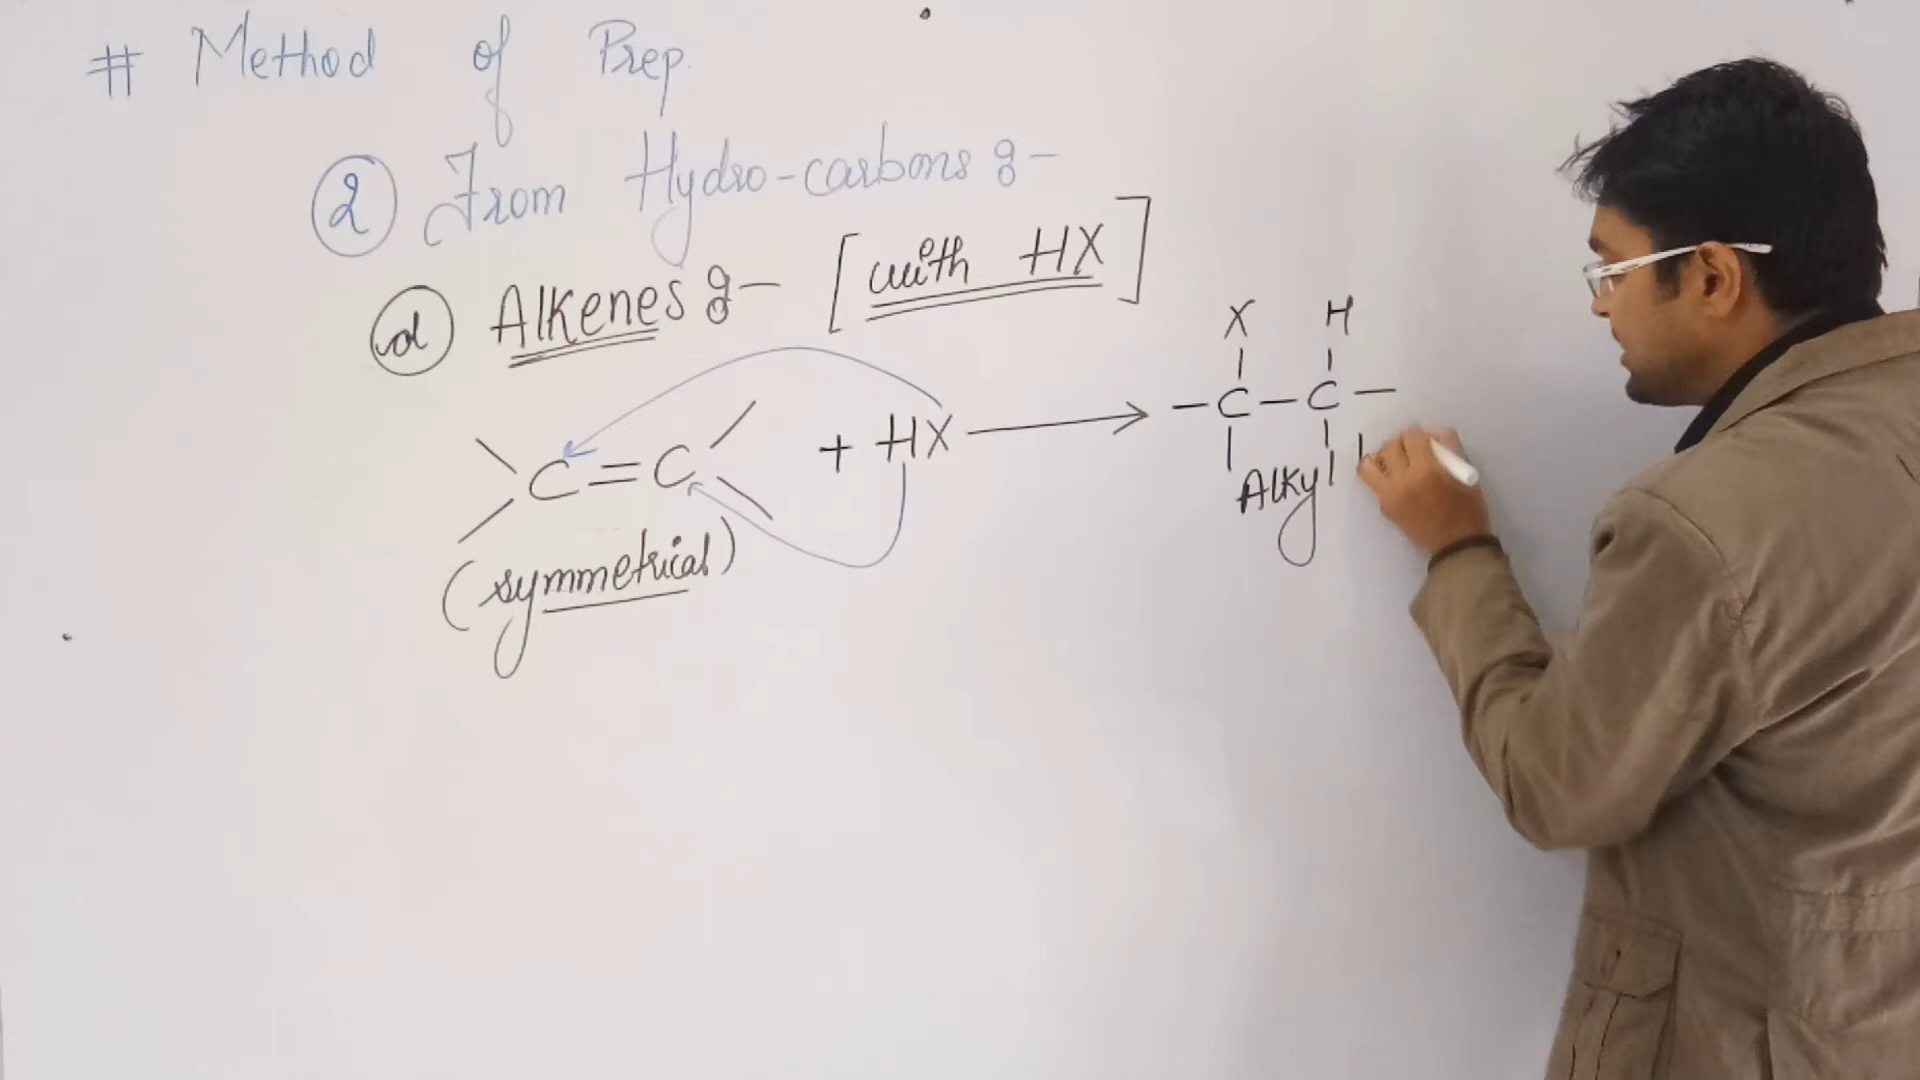 # Method of Prep.
② From Hydro-carbons :-
ⓓ Alkenes :- [with HX]
X H
C = C + HX → - C - C -
Alkyl
(symmetrical)